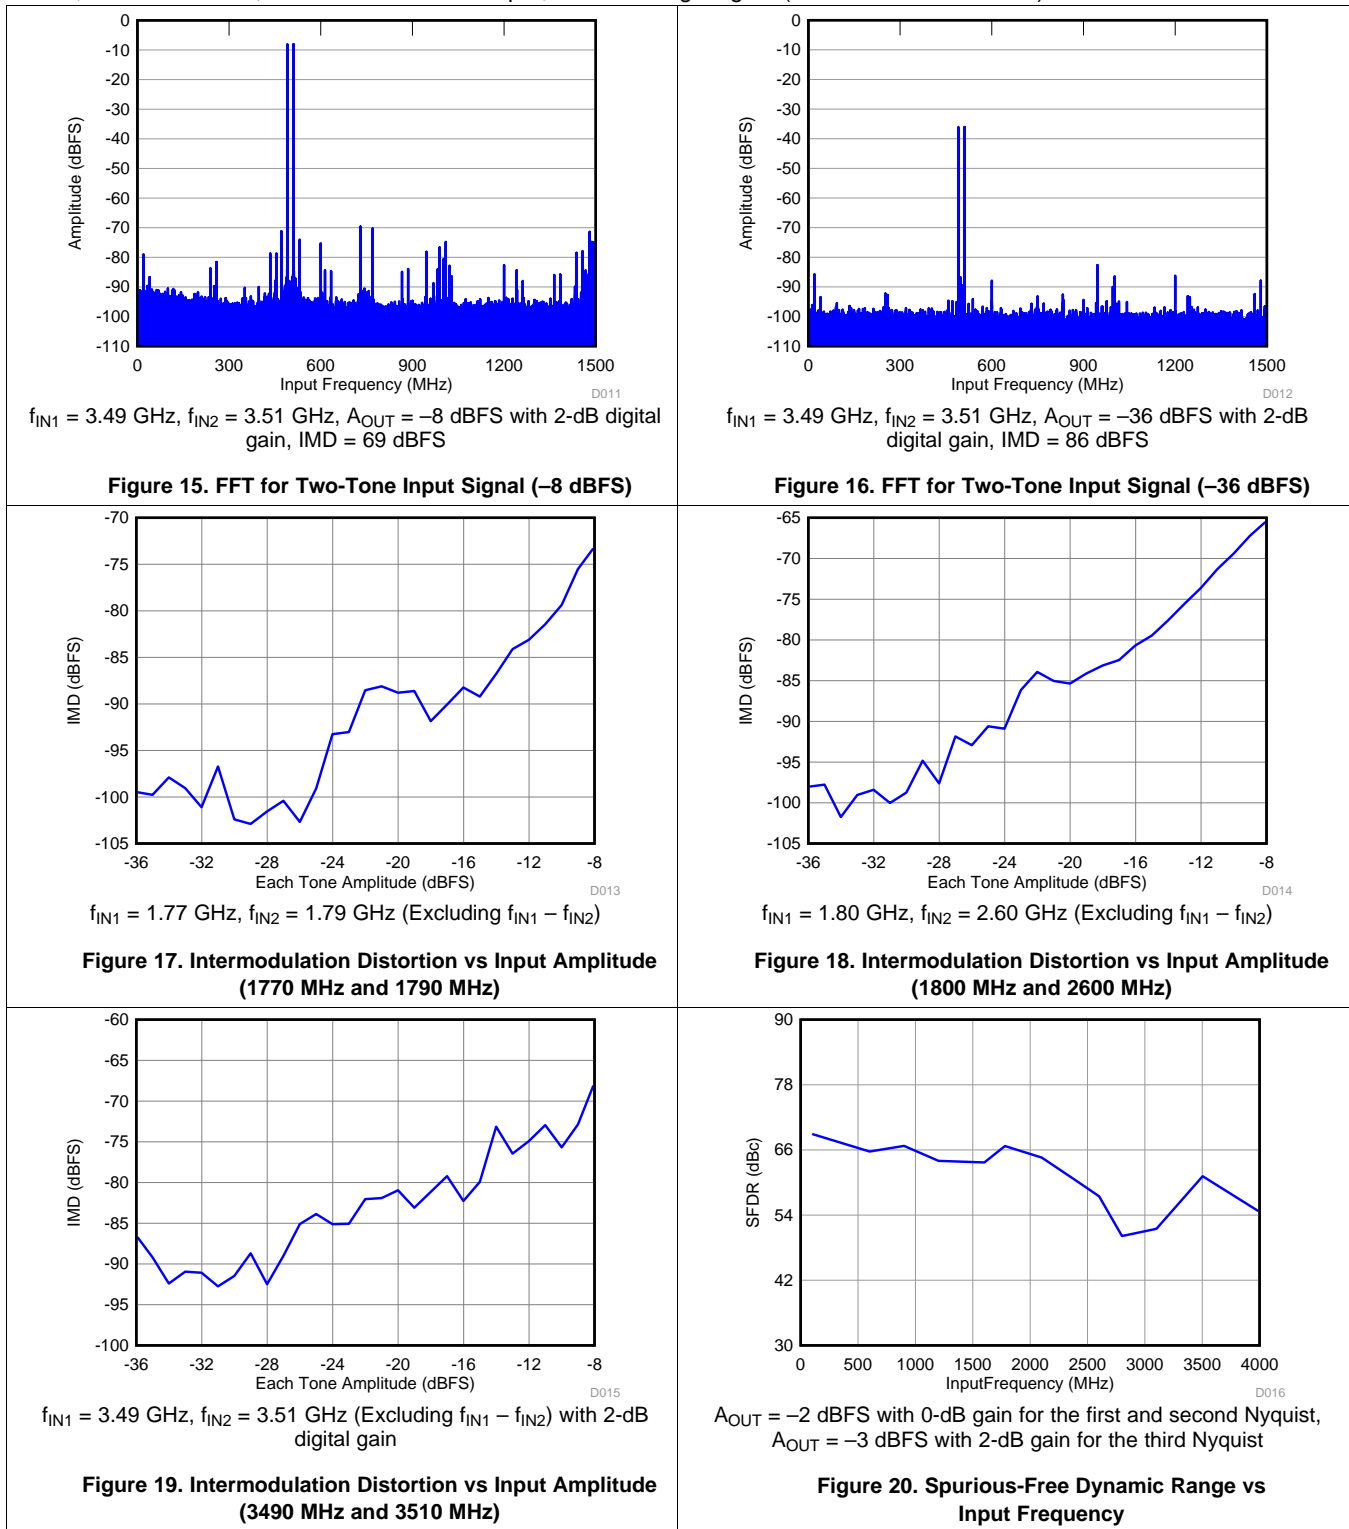 0
-10
-20
-30
-40
-50
-60
-70
-80
-90
-100
-110
Amplitude (dBFS)
0 300 600 900 1200 1500
Input Frequency (MHz)
D011
fIN1 = 3.49 GHz, fIN2 = 3.51 GHz, AOUT = –8 dBFS with 2-dB digital
gain, IMD = 69 dBFS
Figure 15. FFT for Two-Tone Input Signal (–8 dBFS)
0
-10
-20
-30
-40
-50
-60
-70
-80
-90
-100
-110
Amplitude (dBFS)
0 300 600 900 1200 1500
Input Frequency (MHz)
D012
fIN1 = 3.49 GHz, fIN2 = 3.51 GHz, AOUT = –36 dBFS with 2-dB
digital gain, IMD = 86 dBFS
Figure 16. FFT for Two-Tone Input Signal (–36 dBFS)
-70
-75
-80
-85
-90
-95
-100
-105
IMD (dBFS)
-36 -32 -28 -24 -20 -16 -12 -8
Each Tone Amplitude (dBFS)
D013
fIN1 = 1.77 GHz, fIN2 = 1.79 GHz (Excluding fIN1 – fIN2)
Figure 17. Intermodulation Distortion vs Input Amplitude
(1770 MHz and 1790 MHz)
-65
-70
-75
-80
-85
-90
-95
-100
-105
IMD (dBFS)
-36 -32 -28 -24 -20 -16 -12 -8
Each Tone Amplitude (dBFS)
D014
fIN1 = 1.80 GHz, fIN2 = 2.60 GHz (Excluding fIN1 – fIN2)
Figure 18. Intermodulation Distortion vs Input Amplitude
(1800 MHz and 2600 MHz)
-60
-65
-70
-75
-80
-85
-90
-95
-100
IMD (dBFS)
-36 -32 -28 -24 -20 -16 -12 -8
Each Tone Amplitude (dBFS)
D015
fIN1 = 3.49 GHz, fIN2 = 3.51 GHz (Excluding fIN1 – fIN2) with 2-dB
digital gain
Figure 19. Intermodulation Distortion vs Input Amplitude
(3490 MHz and 3510 MHz)
90
78
66
54
42
30
SFDR (dBc)
0 500 1000 1500 2000 2500 3000 3500 4000
InputFrequency (MHz)
D016
AOUT = –2 dBFS with 0-dB gain for the first and second Nyquist,
AOUT = –3 dBFS with 2-dB gain for the third Nyquist
Figure 20. Spurious-Free Dynamic Range vs
Input Frequency